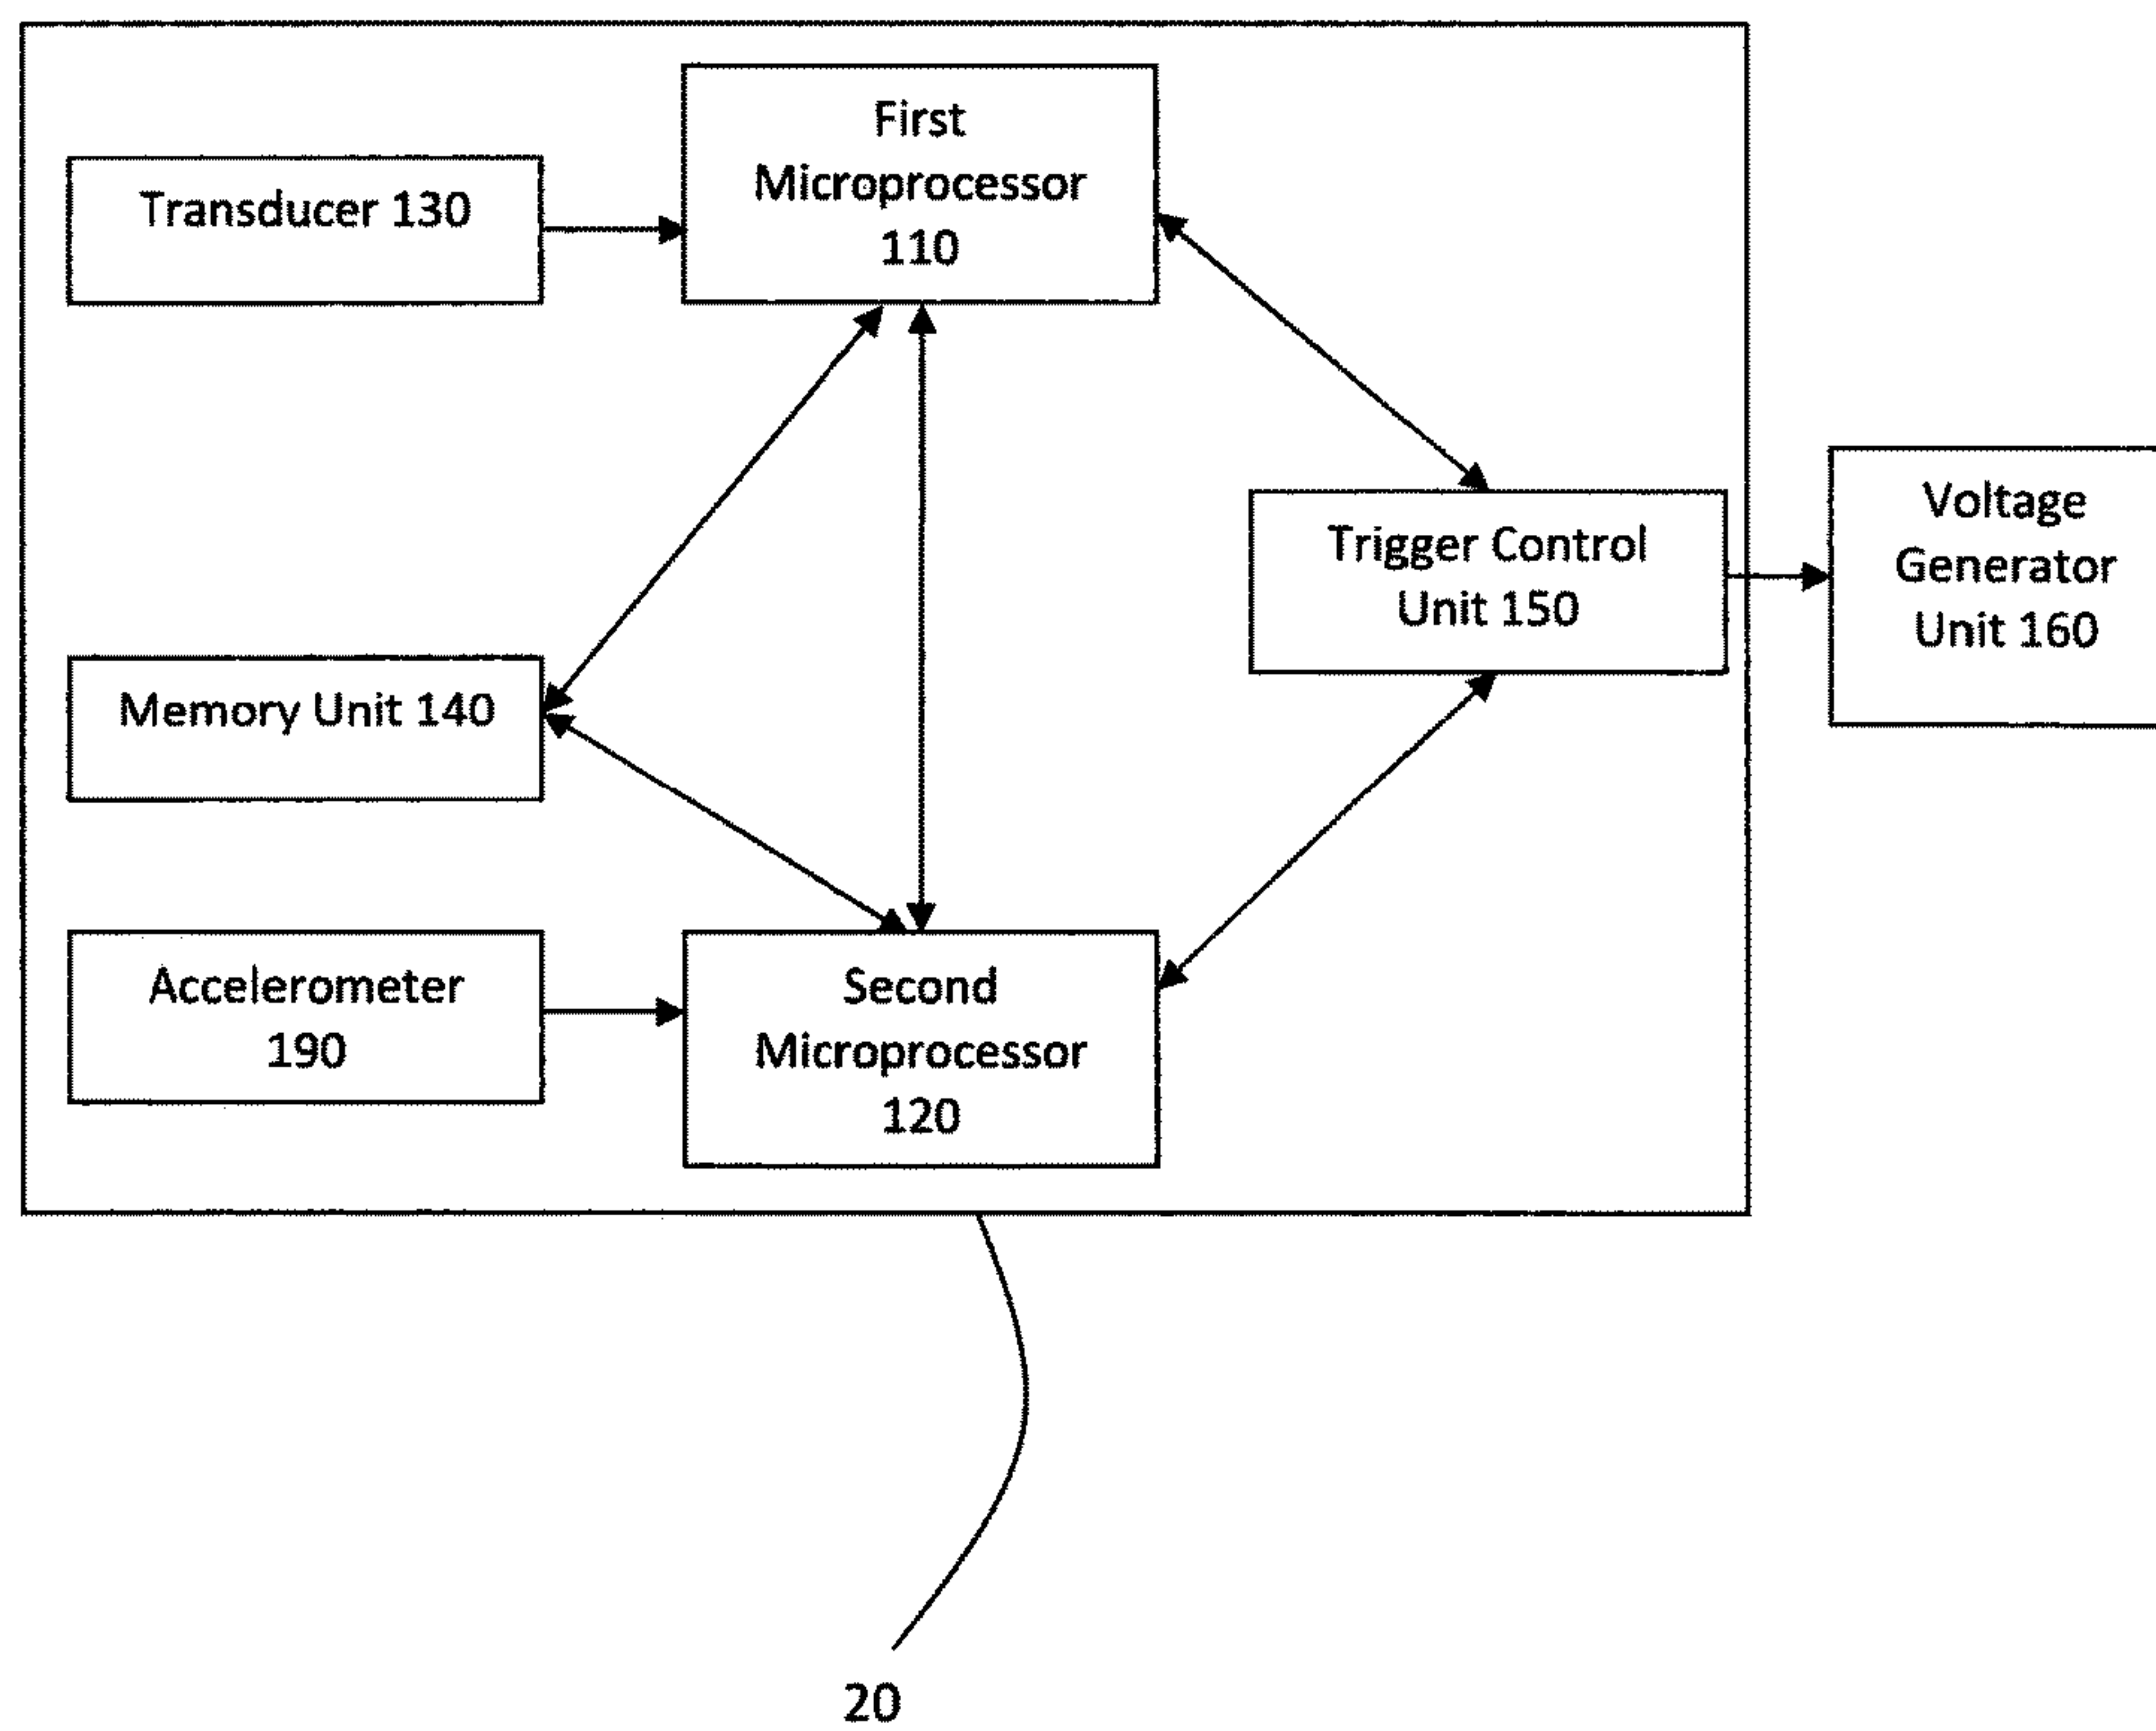 First
Microprocessor
110
Transducer 130
Trigger Control
Unit 150
Voltage
Generator
Unit 160
Memory Unit 140
Accelerometer
190
Second
Microprocessor
120
20